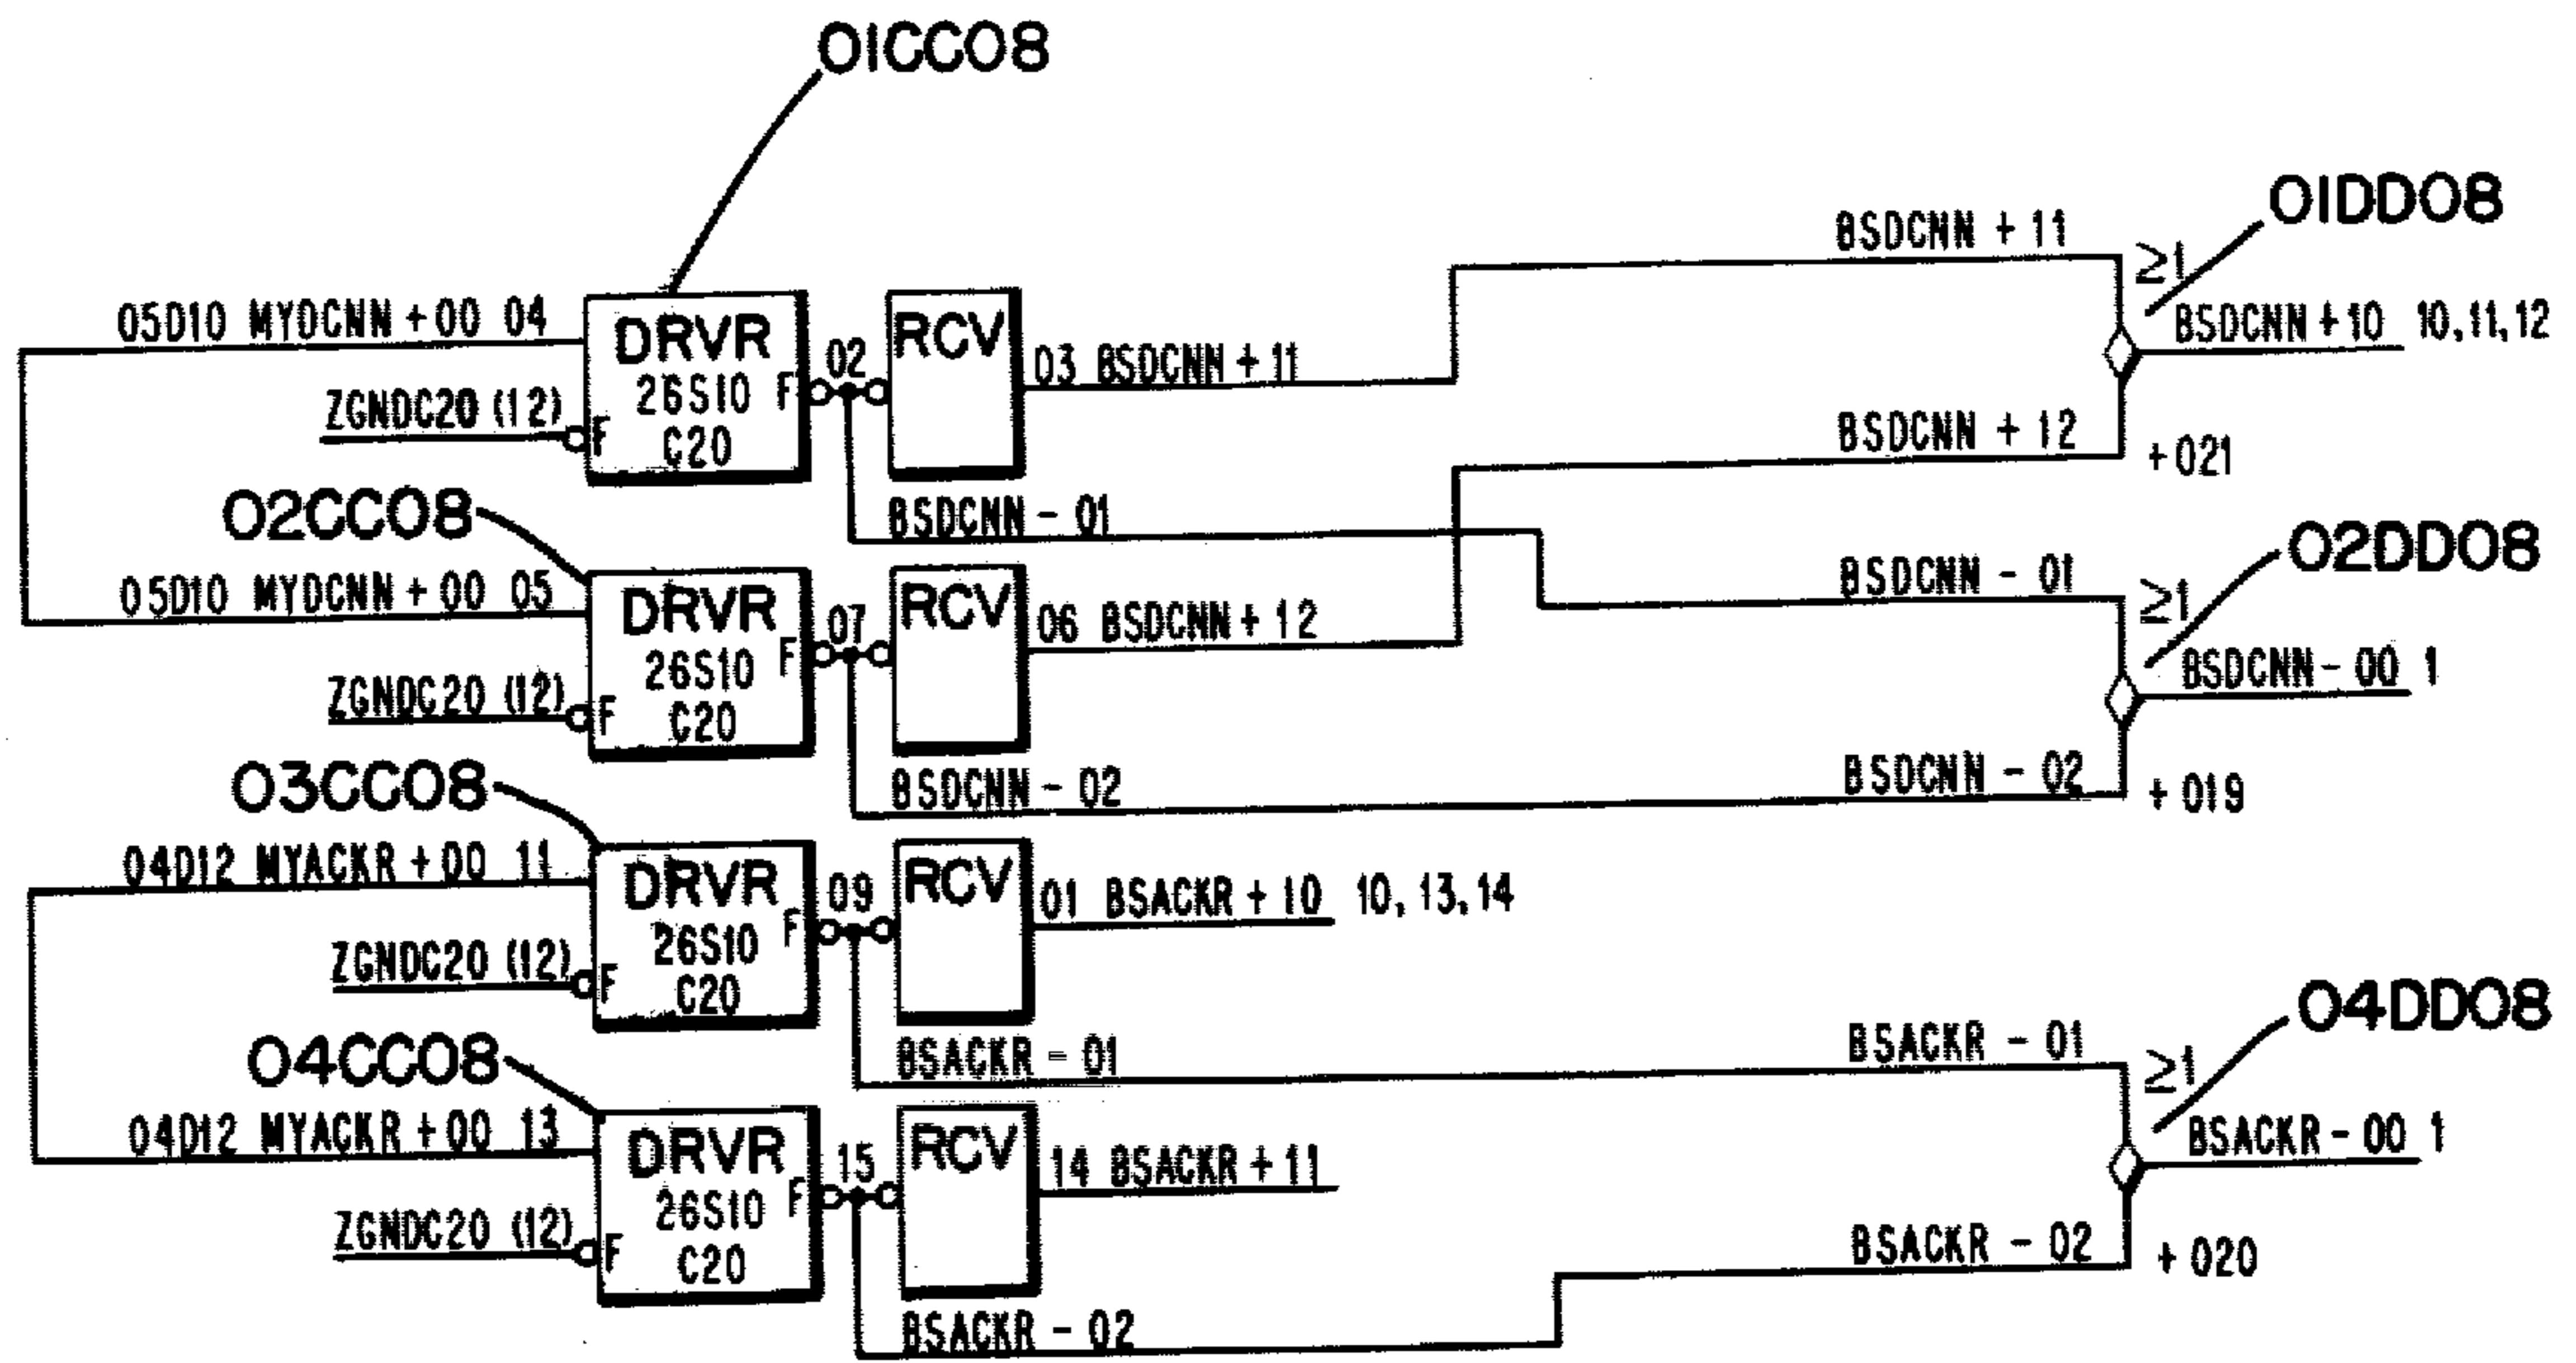 01CC08
01DD08
BSDCNN + 11
≥1
05D10 MYDCNN + 00 04
DRVR
26S10
C20
F
F
02
RCV
03 BSDCNN + 11
BSDCNN + 10 10,11,12
ZGNDC20 (12)
BSDCNN + 12
+021
02CC08
BSDCNN - 01
02DD08
BSDCNN - 01
≥1
05D10 MYDCNN + 00 05
DRVR
26S10
C20
F
F
07
RCV
06 BSDCNN + 12
BSDCNN - 00 1
ZGNDC20 (12)
03CC08
BSDCNN - 02
BSDCNN - 02
+ 019
04D12 MYACKR + 00 11
DRVR
26S10
C20
F
F
09
RCV
01 BSACKR + 10 10, 13, 14
ZGNDC20 (12)
04DD08
04CC08
BSACKR - 01
BSACKR - 01
≥1
04D12 MYACKR + 00 13
DRVR
26S10
C20
F
F
15
RCV
14 BSACKR + 11
BSACKR - 00 1
ZGNDC20 (12)
BSACKR - 02
+ 020
BSACKR - 02